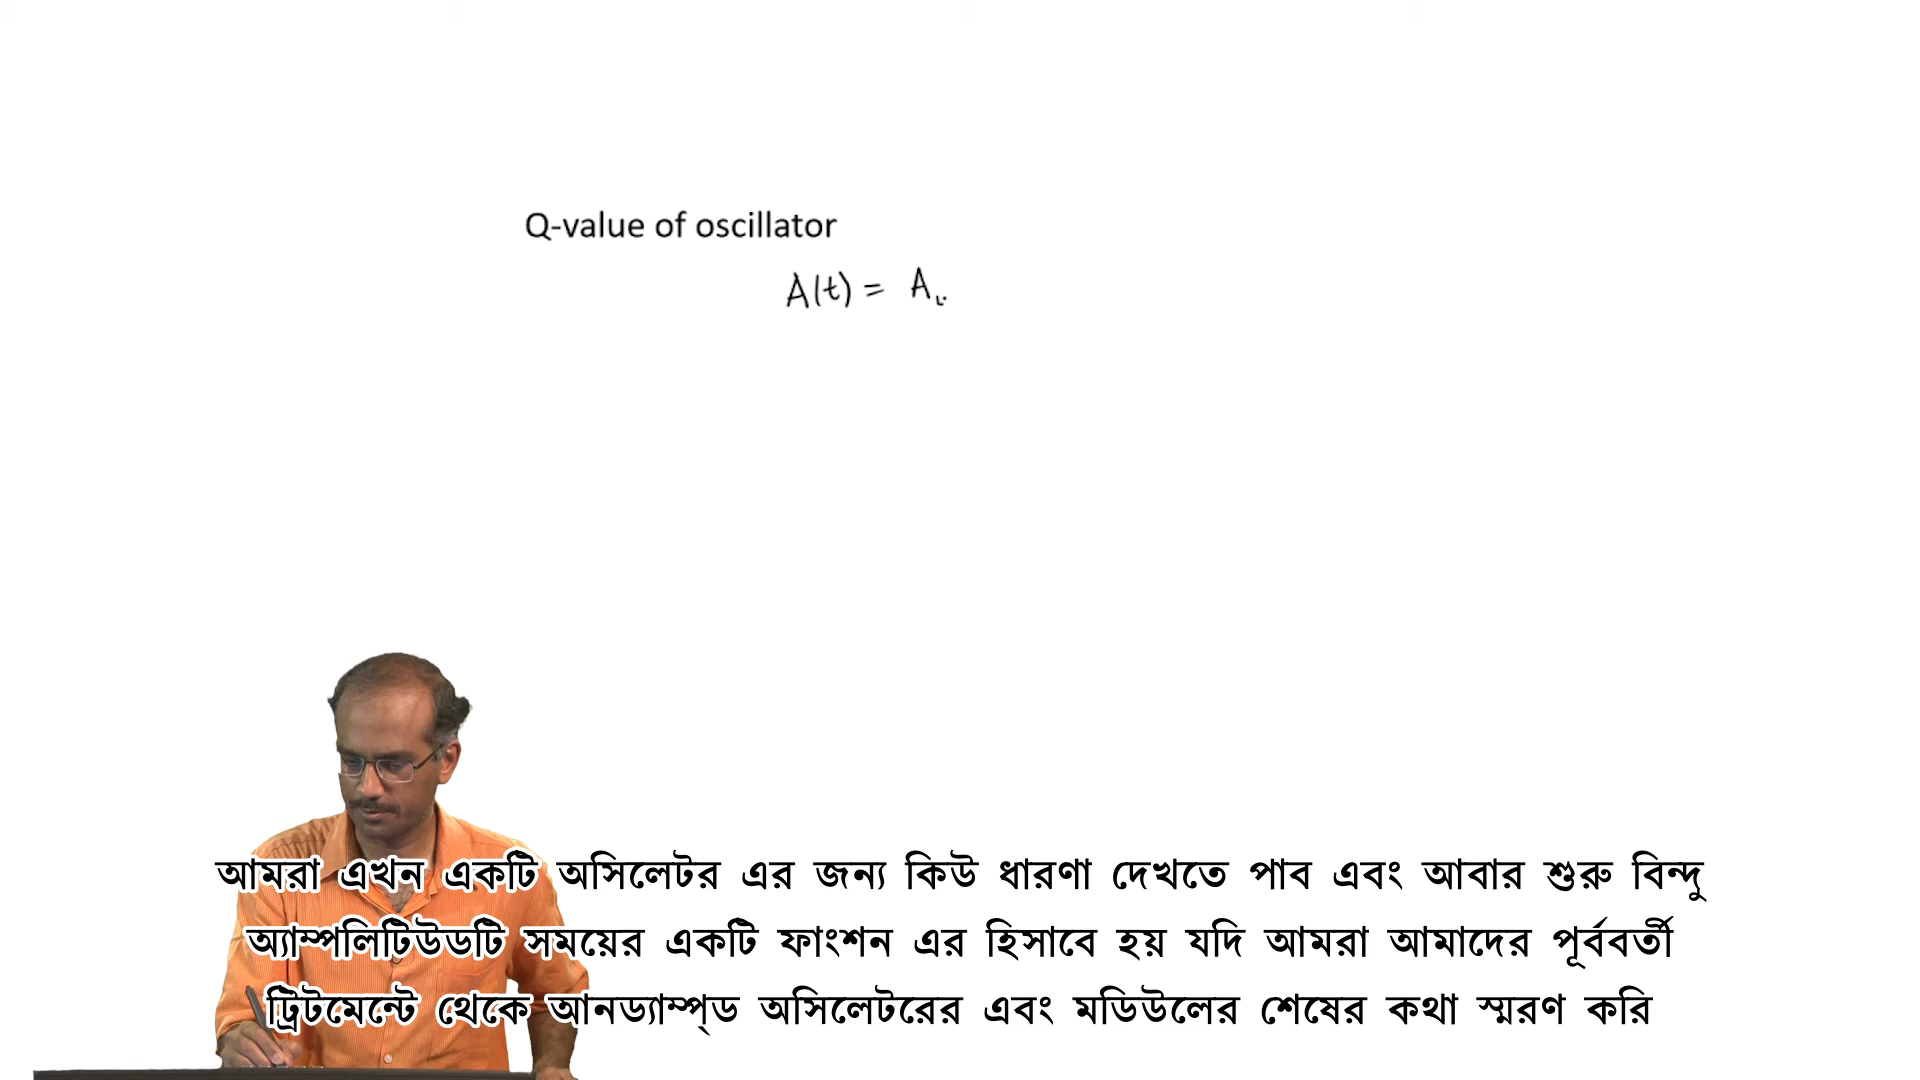 Q-value of oscillator
A(t) = A
আমরা এখন একটি অসিলেটর এর জন্য কিউ ধারণা দেখতে পাব এবং আবার শুরু বিন্দু
অ্যাম্পলিটিউডটি সময়ের একটি ফাংশন এর হিসাবে হয় যদি আমরা আমাদের পূর্ববর্তী
ট্রিটমেন্টে থেকে আনড্যাম্প্ড অসিলেটরের এবং মডিউলের শেষের কথা স্মরণ করি